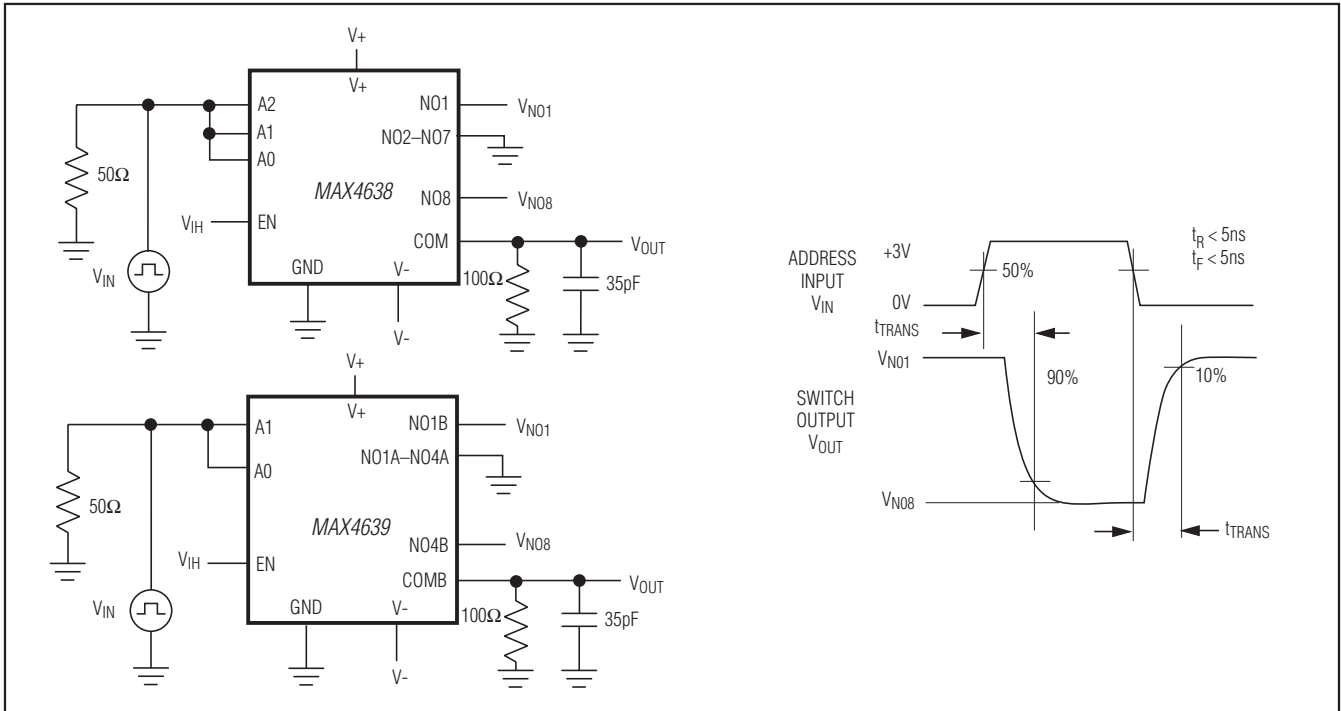 V+
V+
A2
A1
A0
NO1
VNO1
NO2–NO7
50Ω
MAX4638
NO8
VNO8
VIH
EN
COM
VOUT
VIN
GND
V-
100Ω
35pF
V-
V+
V+
A1
A0
NO1B
VNO1
NO1A–NO4A
50Ω
MAX4639
NO4B
VNO8
VIH
EN
COMB
VOUT
VIN
GND
V-
100Ω
35pF
V-
ADDRESS
INPUT
VIN
+3V
50%
0V
tR < 5ns
tF < 5ns
tTRANS
VNO1
90%
10%
SWITCH
OUTPUT
VOUT
VNO8
tTRANS